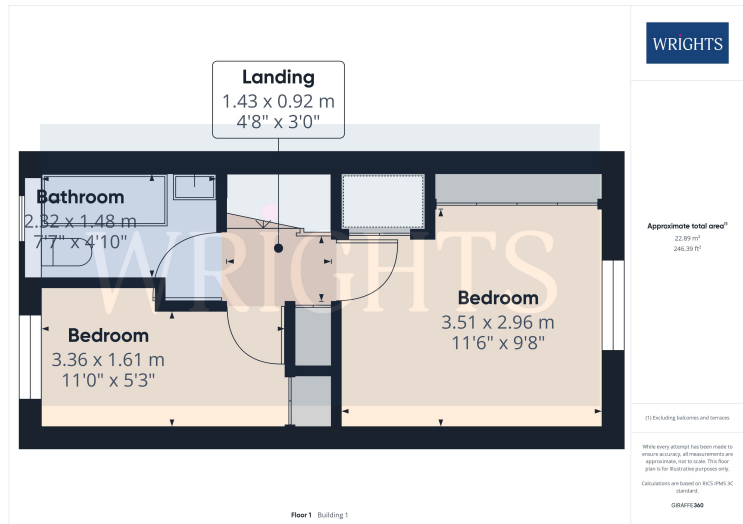 Landing
1.43 x 0.92 m
4'8" x 3'0"
Bathroom
2.32 x 1.48 m
7'7" x 4'10"
Bedroom
3.36 x 1.61 m
11'0" x 5'3"
Bedroom
3.51 x 2.96 m
11'6" x 9'8"
WRIGHTS
Floor 1 Building 1
WRIGHTS
Approximate total area⁽¹⁾
22.89 m²
246.39 ft²
(1) Excluding balconies and terraces
While every attempt has been made to
ensure accuracy, all measurements are
approximate, not to scale. This floor
plan is for illustrative purposes only.
Calculations are based on RICS IPMS 3C
standard.
GIRAFFE360